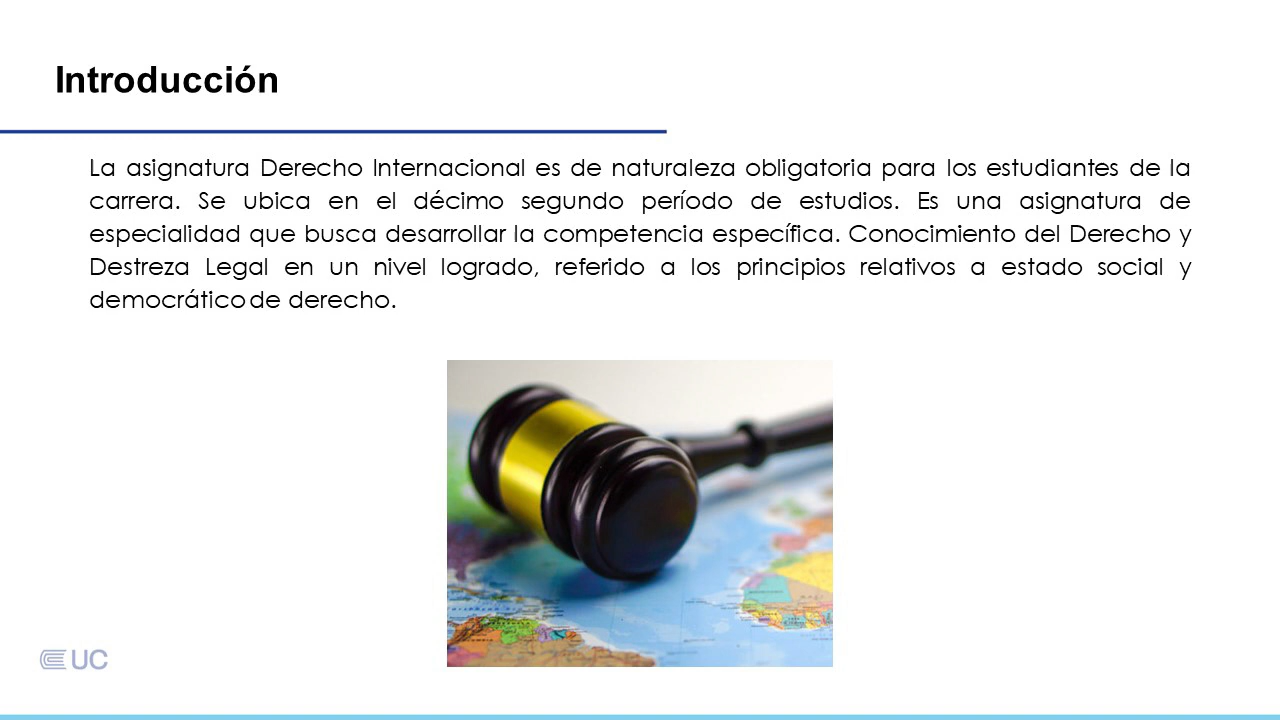 Introducción
La asignatura Derecho Internacional es de naturaleza obligatoria para los estudiantes de la
carrera. Se ubica en el décimo segundo período de estudios. Es una asignatura de
especialidad que busca desarrollar la competencia específica. Conocimiento del Derecho y
Destreza Legal en un nivel logrado, referido a los principios relativos a estado social y
democrático de derecho.
UC